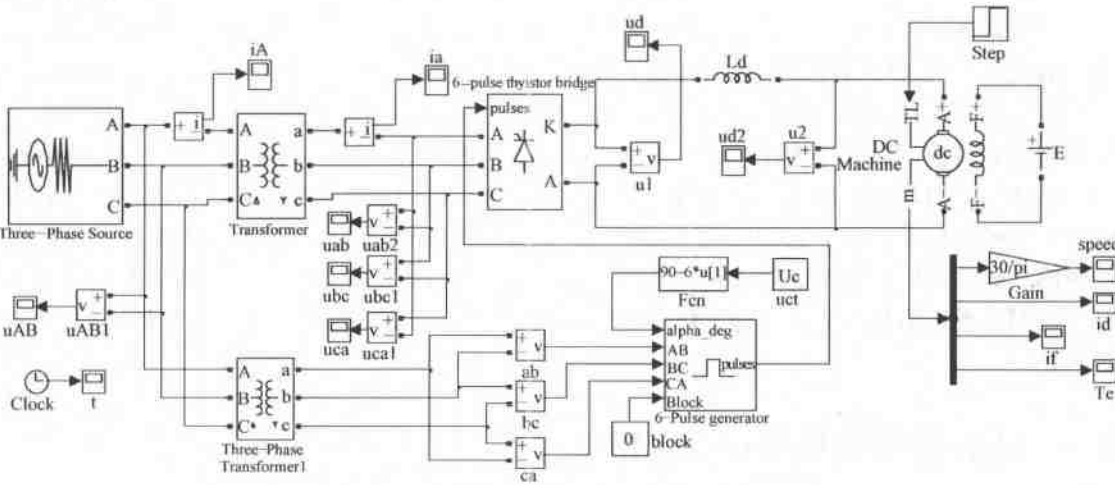 iA
ia
ud
Step
6-pulse thyistor bridge
Ld
A
B
C
+ i
A
B
C
a
b
c
+ i
pulses
A
B
C
K
A
+
-
v
u1
ud2
u2
+
-
v
TL
m
A+
A-
dc
DC
Machine
F+
F-
+
E
Three-Phase Source
Transformer
uab
v + -
uab2
ubc
v + -
ubc1
uca
v + -
uca1
uAB
v + -
uAB1
Clock
t
90-6*u[1]
Fcn
Uc
uct
alpha_deg
AB
BC
CA
Block
pulses
6-Pulse generator
0
block
A
B
C
a
b
c
Three-Phase
Transformer1
+
-
v
ab
+
-
v
bc
+
-
v
ca
30/pi
Gain
speed
id
if
Te